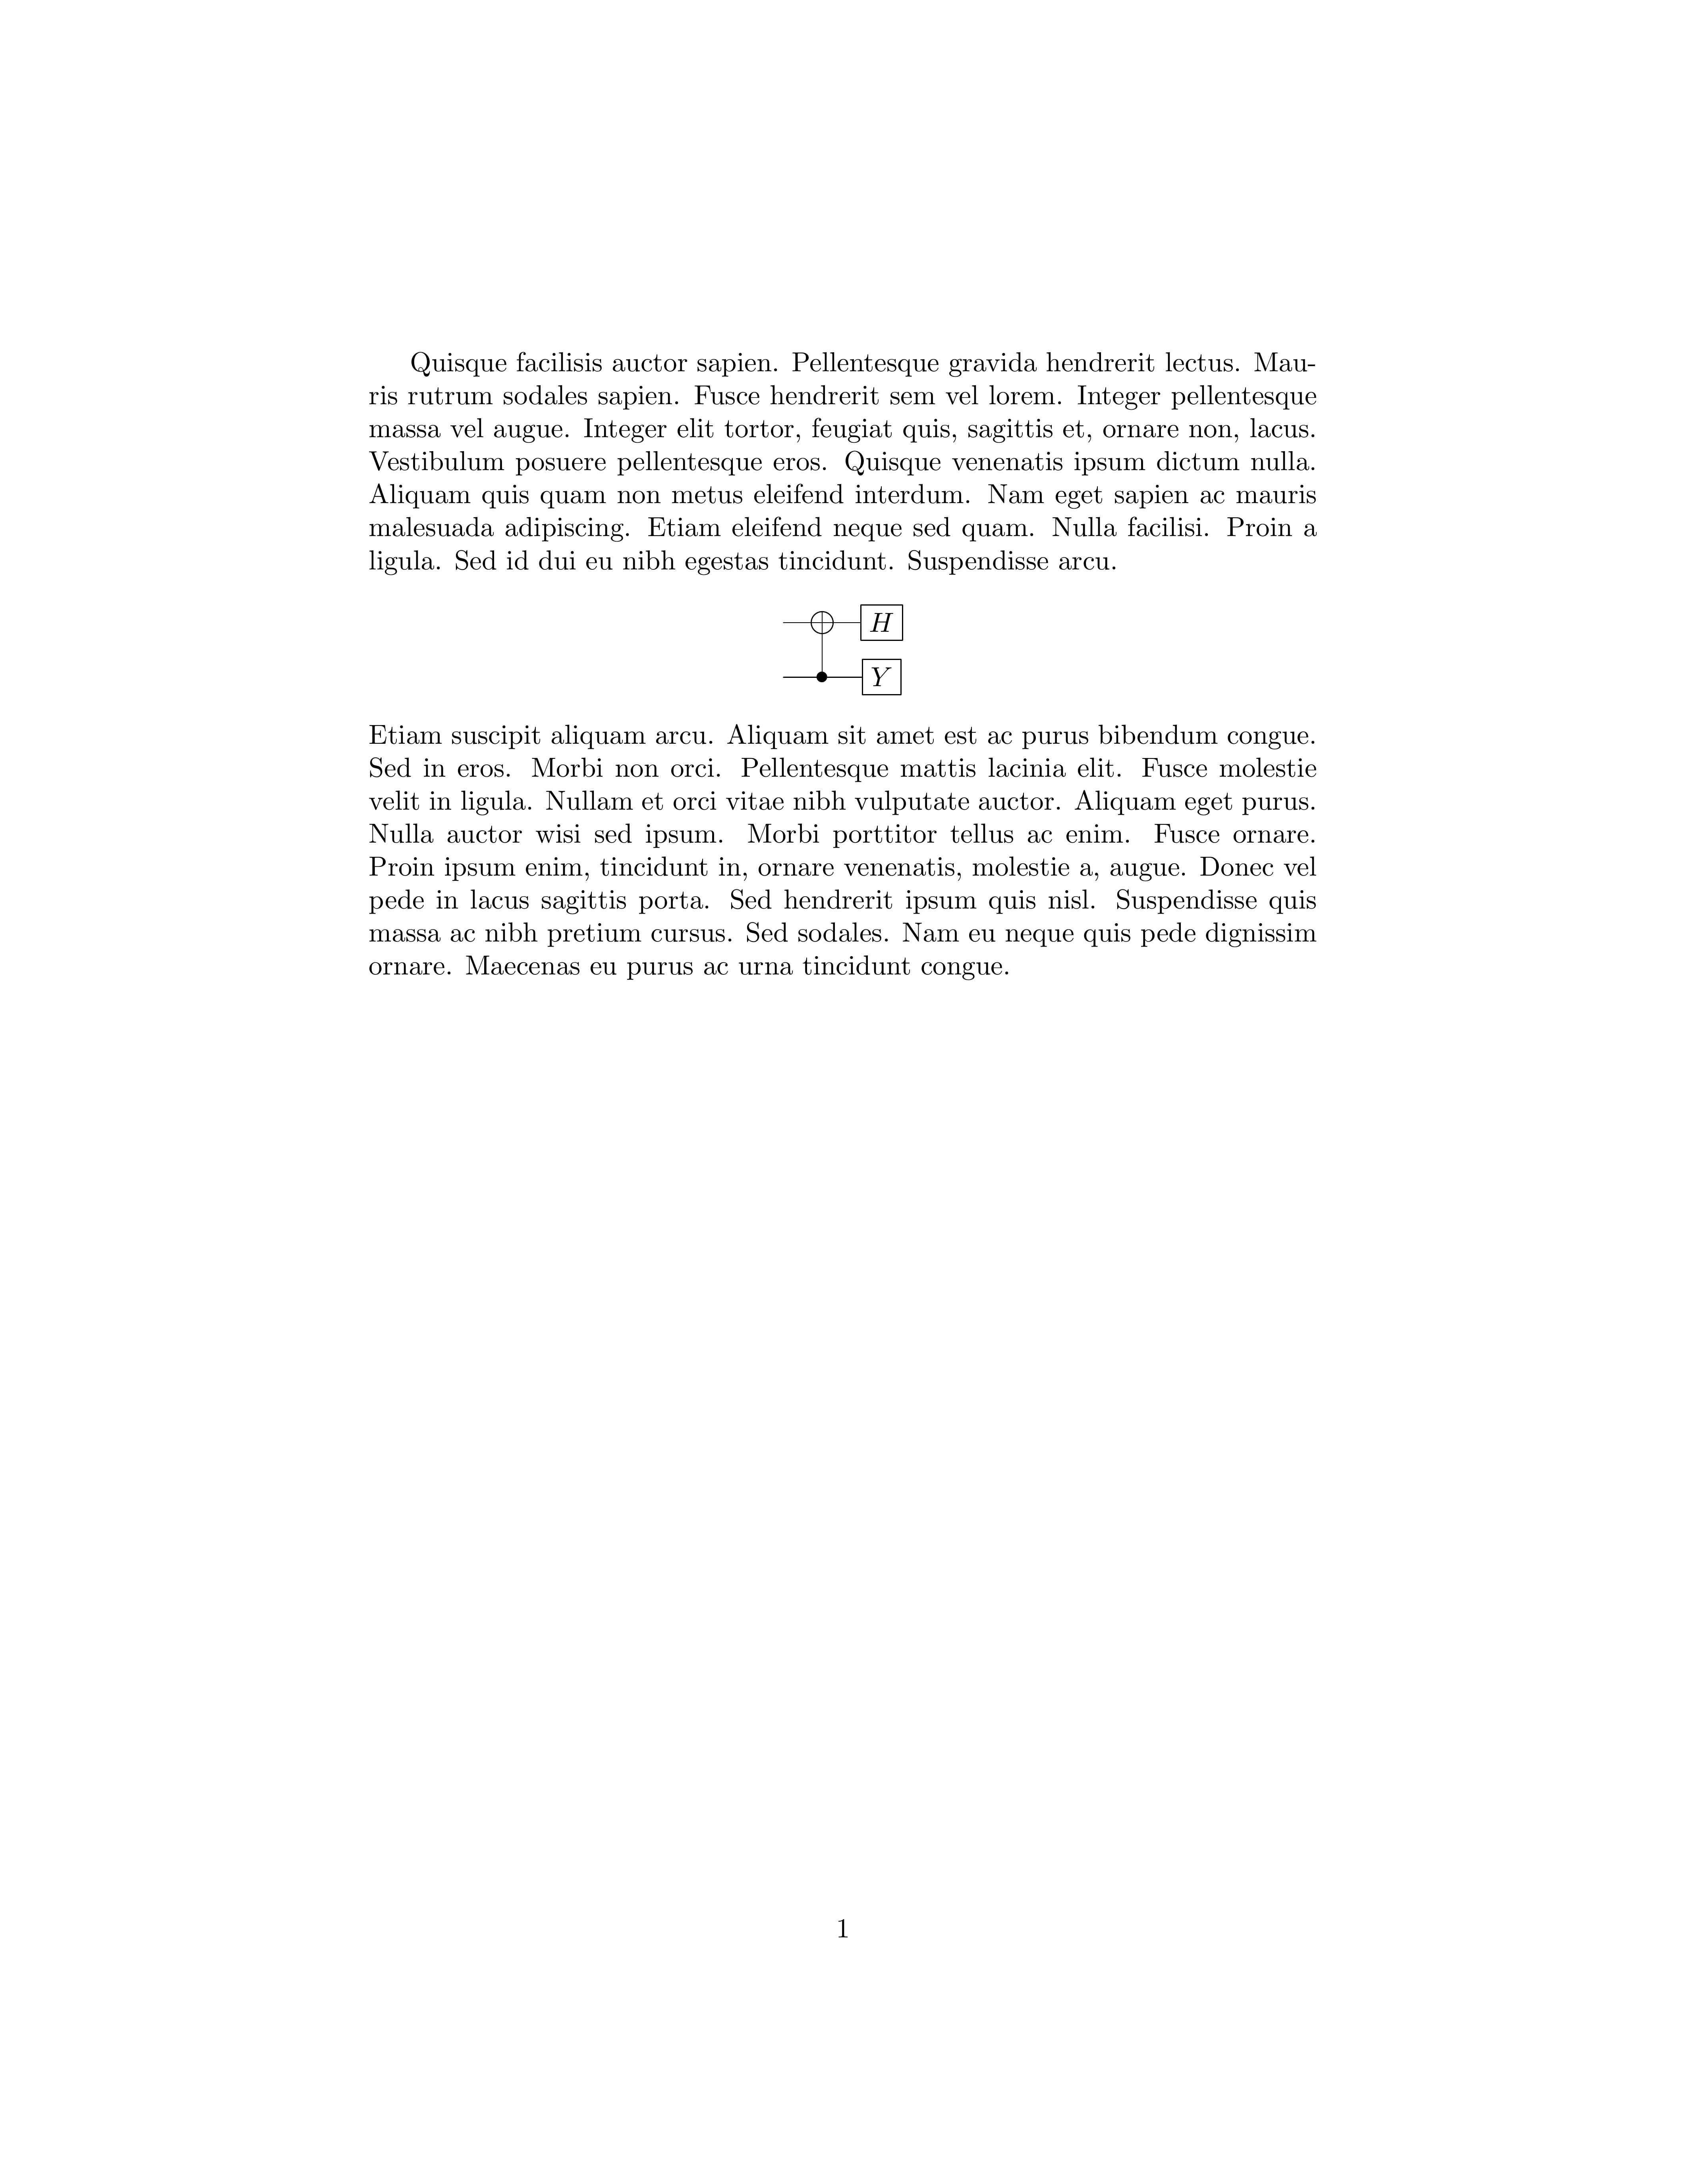 Quisque facilisis auctor sapien. Pellentesque gravida hendrerit lectus. Mau-
ris rutrum sodales sapien. Fusce hendrerit sem vel lorem. Integer pellentesque
massa vel augue. Integer elit tortor, feugiat quis, sagittis et, ornare non, lacus.
Vestibulum posuere pellentesque eros. Quisque venenatis ipsum dictum nulla.
Aliquam quis quam non metus eleifend interdum. Nam eget sapien ac mauris
malesuada adipiscing. Etiam eleifend neque sed quam. Nulla facilisi. Proin a
ligula. Sed id dui eu nibh egestas tincidunt. Suspendisse arcu.
H
Y
Etiam suscipit aliquam arcu. Aliquam sit amet est ac purus bibendum congue.
Sed in eros. Morbi non orci. Pellentesque mattis lacinia elit. Fusce molestie
velit in ligula. Nullam et orci vitae nibh vulputate auctor. Aliquam eget purus.
Nulla auctor wisi sed ipsum. Morbi porttitor tellus ac enim. Fusce ornare.
Proin ipsum enim, tincidunt in, ornare venenatis, molestie a, augue. Donec vel
pede in lacus sagittis porta. Sed hendrerit ipsum quis nisl. Suspendisse quis
massa ac nibh pretium cursus. Sed sodales. Nam eu neque quis pede dignissim
ornare. Maecenas eu purus ac urna tincidunt congue.
1